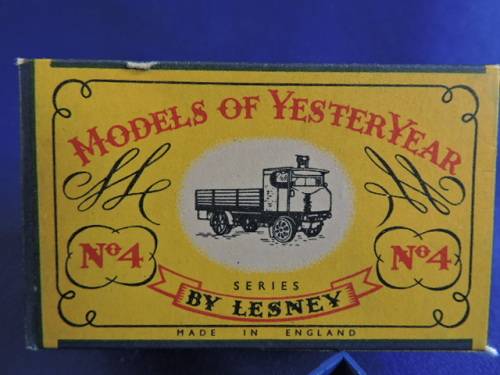 MODELS OF YESTERYEAR
Nº4
Nº4
SERIES
BY LESNEY
MADE IN ENGLAND